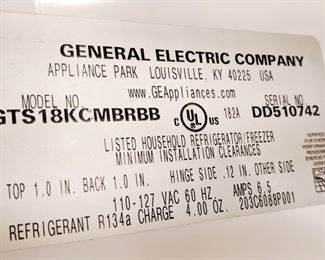 GENERAL ELECTRIC COMPANY
APPLIANCE PARK LOUISVILLE, KY 40225 USA
www.GEAppliances.com
MODEL NO. SERIAL NO
GTS18KCMBRBB C UL US 182A DD510742
LISTED HOUSEHOLD REFRIGERATOR/FREEZER
MINIMUM INSTALLATION CLEARANCES
TOP 1.0 IN. BACK 1.0 IN. HINGE SIDE .12 IN. OTHER SIDE
110-127 VAC 60 HZ AMPS 6.5
REFRIGERANT R134a CHARGE 4.00 OZ. 203C6088P001